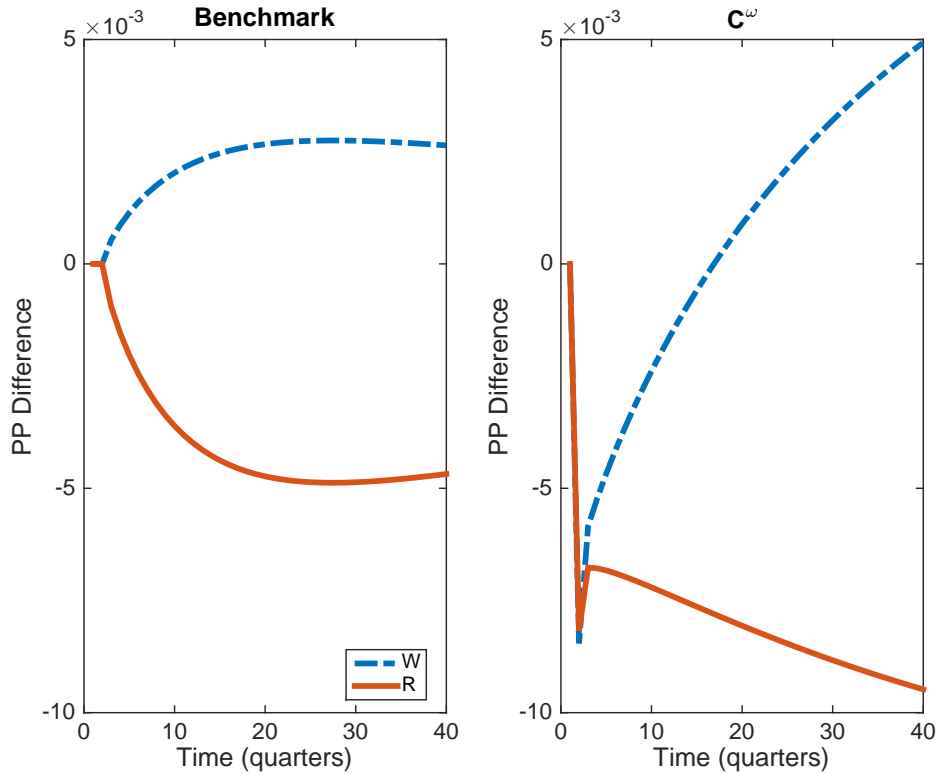 Benchmark
×10⁻³
5
0
-5
-10
PP Difference
0
10
20
30
40
Time (quarters)
W
R
C^ω
×10⁻³
5
0
-5
-10
PP Difference
0
10
20
30
40
Time (quarters)